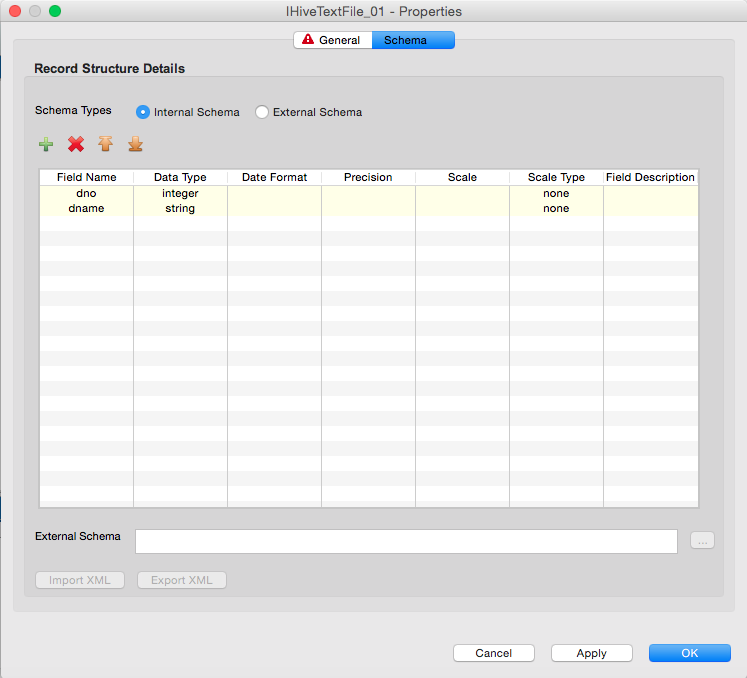 IHiveTextFile_01 - Properties
General Schema
Record Structure Details
Schema Types Internal Schema External Schema
Field Name Data Type Date Format Precision Scale Scale Type Field Description
dno integer none
dname string none
External Schema ...
Import XML Export XML
Cancel Apply OK